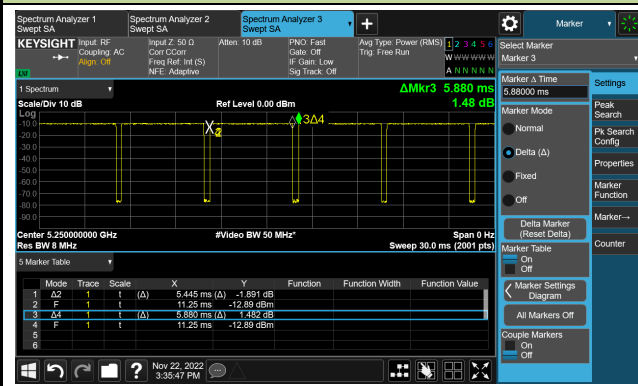 Spectrum Analyzer 1
Swept SA
Spectrum Analyzer 2
Swept SA
Spectrum Analyzer 3
Swept SA
Marker
KEYSIGHT
Input: RF
Coupling: AC
Align: Off
Input Z: 50 Ω
Corr CCorr
Freq Ref: Int (S)
NFE: Adaptive
Atten: 10 dB
PNO: Fast
Gate: Off
IF Gain: Low
Sig Track: Off
Avg Type: Power (RMS)
Trig: Free Run
1 2 3 4 5 6
W W W W W W
A N N N N N
LXI
Select Marker
Marker 3
1 Spectrum
ΔMkr3 5.880 ms
1.48 dB
Scale/Div 10 dB
Ref Level 0.00 dBm
Log
-10.0
-20.0
-30.0
-40.0
-50.0
-60.0
-70.0
-80.0
-90.0
X2
3Δ4
Center 5.250000000 GHz
Res BW 8 MHz
#Video BW 50 MHz*
Span 0 Hz
Sweep 30.0 ms (2001 pts)
5 Marker Table
Mode Trace Scale X Y Function Function Width Function Value
1 Δ2 1 t (Δ) 5.445 ms (Δ) -1.891 dB
2 F 1 t 11.25 ms -12.89 dBm
3 Δ4 1 t (Δ) 5.880 ms (Δ) 1.482 dB
4 F 1 t 11.25 ms -12.89 dBm
5
6
Marker Δ Time
5.88000 ms
Marker Mode
Normal
Delta (Δ)
Fixed
Off
Delta Marker
(Reset Delta)
Marker Table
On
Off
Marker Settings
Diagram
All Markers Off
Couple Markers
On
Off
Settings
Peak
Search
Pk Search
Config
Properties
Marker
Function
Marker→
Counter
?
Nov 22, 2022
3:35:47 PM